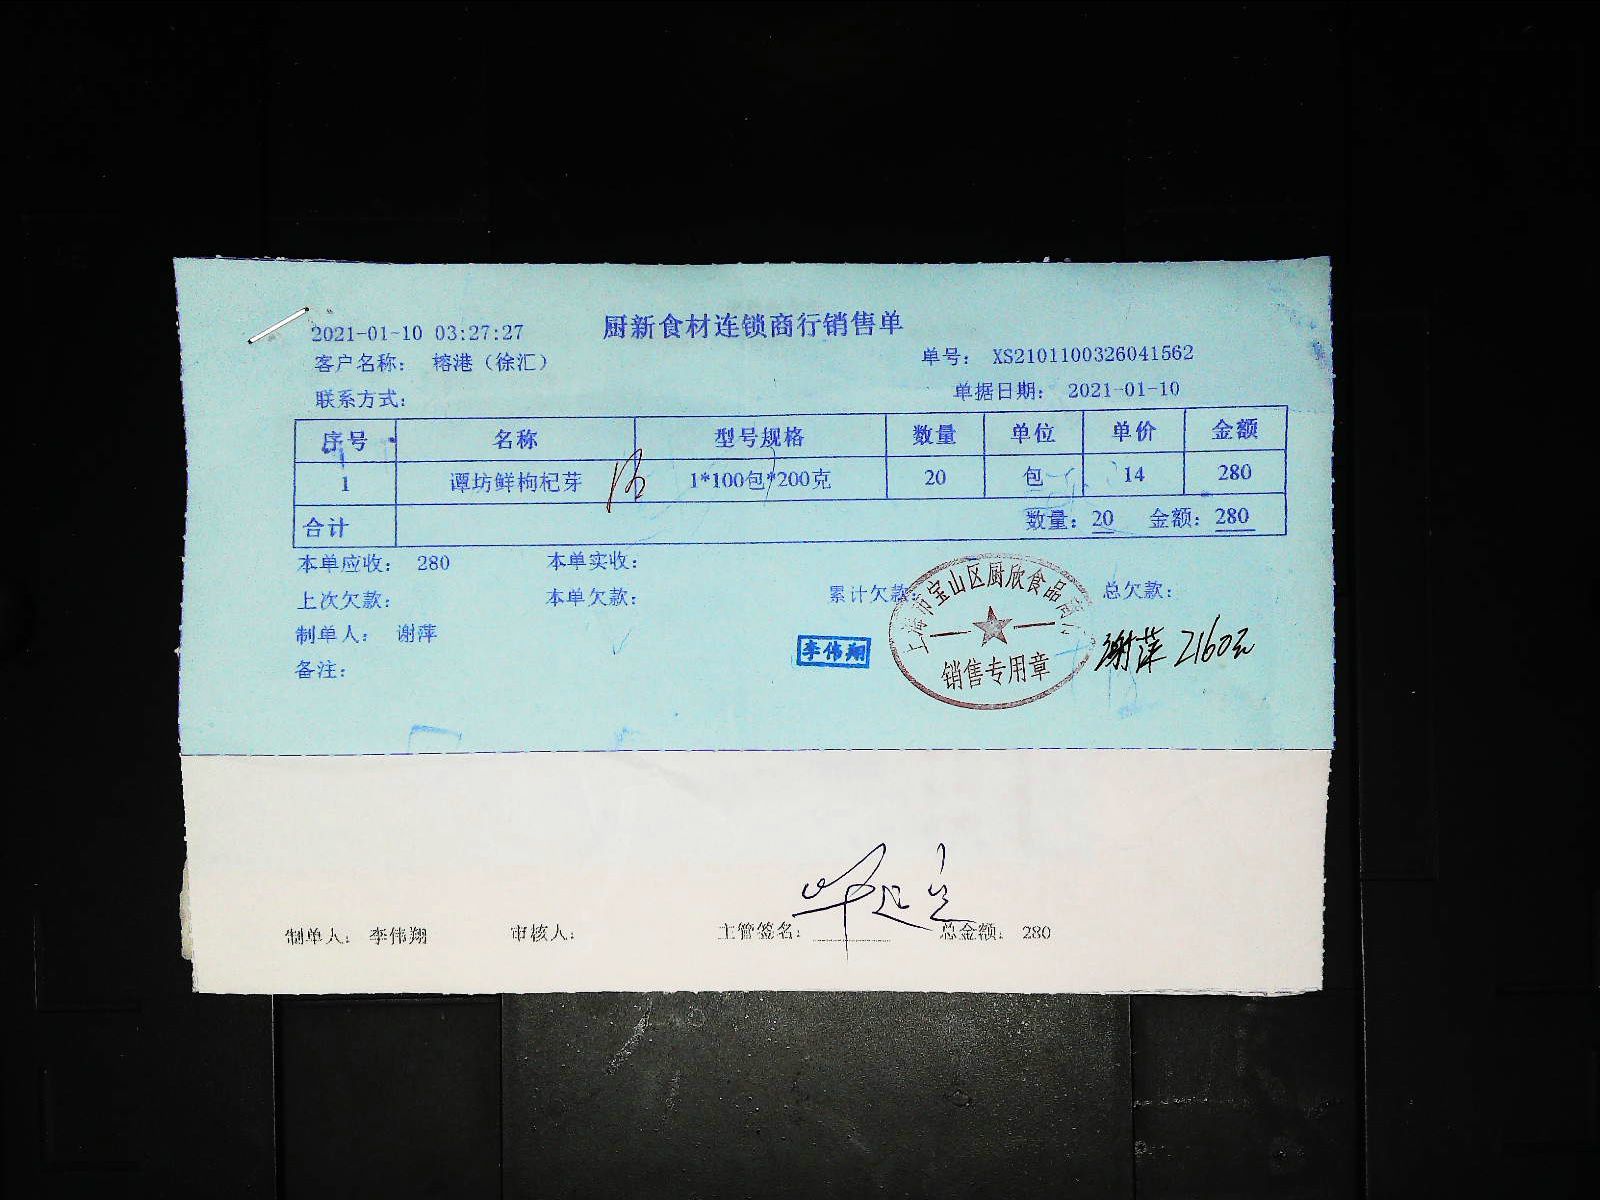 厨新食材连锁商行销售单
2021-01-10 03:27:27
客户名称： 榕港（徐汇）
单号： XS2101100326041562
联系方式：
单据日期： 2021-01-10
序号 名称 型号规格 数量 单位 单价 金额
1 谭坊鲜枸杞芽 1*100包*200克 20 包 14 280
合计 数量：20 金额：280
本单应收： 280 本单实收：
上次欠款： 本单欠款： 累计欠款： 总欠款：
制单人： 谢萍
备注：
李伟翔
上海市宝山区厨欣食品商行
销售专用章
谢萍 2160元
制单人： 李伟翔 审核人： 主管签名： 总金额： 280